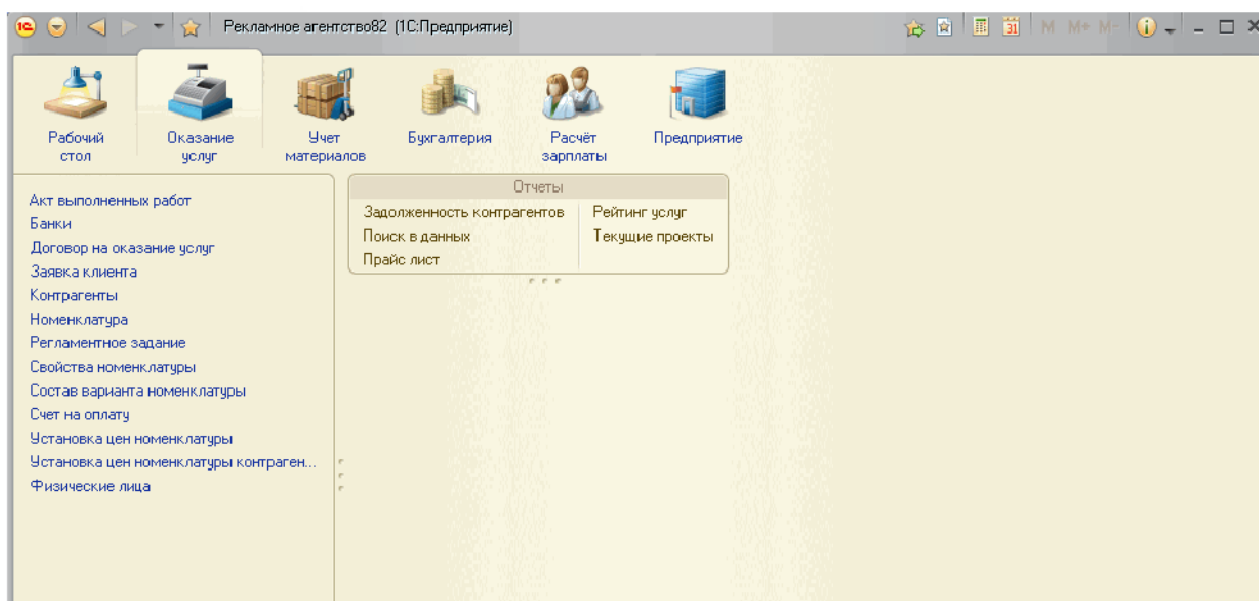 1С Рекламное агентство82 (1С:Предприятие) 31 M M+ M-
Рабочий стол
Оказание услуг
Учет материалов
Бухгалтерия
Расчёт зарплаты
Предприятие
Акт выполненных работ
Банки
Договор на оказание услуг
Заявка клиента
Контрагенты
Номенклатура
Регламентное задание
Свойства номенклатуры
Состав варианта номенклатуры
Счет на оплату
Установка цен номенклатуры
Установка цен номенклатуры контраген...
Физические лица
Отчеты
Задолженность контрагентов
Поиск в данных
Прайс лист
Рейтинг услуг
Текущие проекты